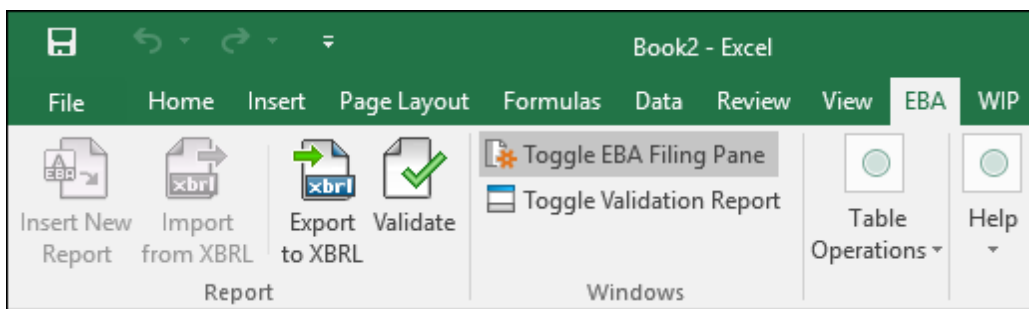 Book2 - Excel
File Home Insert Page Layout Formulas Data Review View EBA WIP
A
EBR
xbrl
xbrl
Toggle EBA Filing Pane
Toggle Validation Report
Insert New
Report
Import
from XBRL
Export
to XBRL
Validate
Table
Operations
Help
Report
Windows